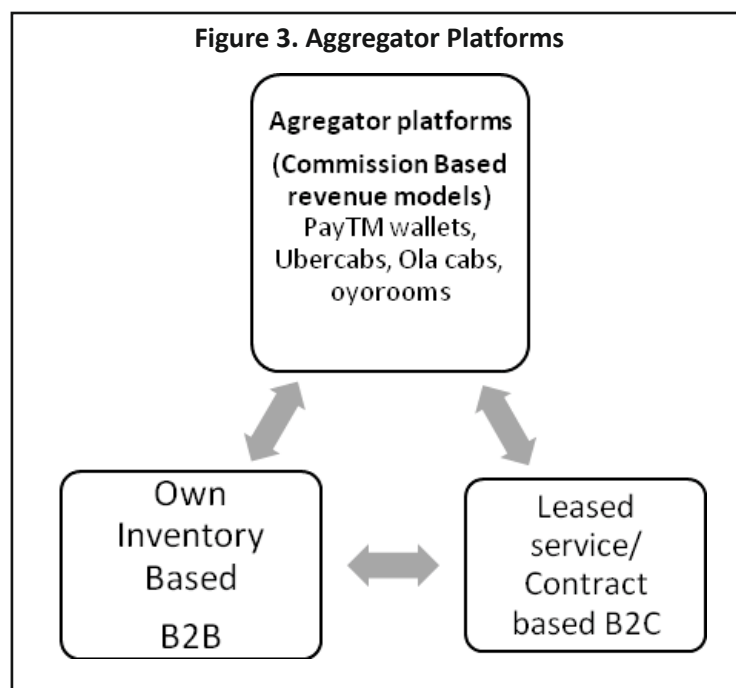 Figure 3. Aggregator Platforms
Agregator platforms
(Commission Based
revenue models)
PayTM wallets,
Ubercabs, Ola cabs,
oyorooms
Own
Inventory
Based
B2B
Leased
service/
Contract
based B2C